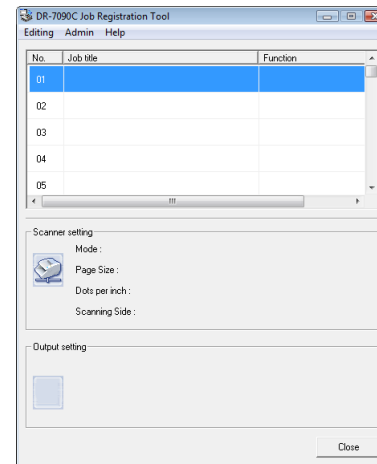 DR-7090C Job Registration Tool
Editing Admin Help
No. Job title Function
01
02
03
04
05
Scanner setting
Mode :
Page Size :
Dots per inch :
Scanning Side :
Output setting
Close